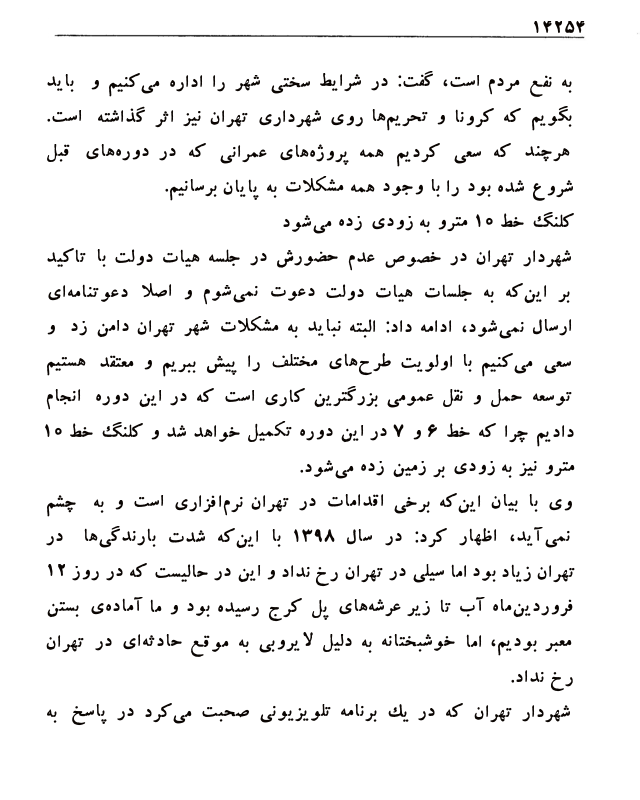 ۱۴۲۵۴
به نفع مردم است، گفت: در شرایط سختی شهر را اداره می‌کنیم و باید
بگویم که کرونا و تحریم‌ها روی شهرداری تهران نیز اثر گذاشته است.
هرچند که سعی کردیم همه پروژه‌های عمرانی که در دوره‌های قبل
شروع شده بود را با وجود همه مشکلات به پایان برسانیم.
کلنگ خط ۱۰ مترو به زودی زده می‌شود
شهردار تهران در خصوص عدم حضورش در جلسه هیات دولت با تاکید
بر این‌که به جلسات هیات دولت دعوت نمی‌شوم و اصلا دعوتنامه‌ای
ارسال نمی‌شود، ادامه داد: البته نباید به مشکلات شهر تهران دامن زد و
سعی می‌کنیم با اولویت طرح‌های مختلف را پیش ببریم و معتقد هستیم
توسعه حمل و نقل عمومی بزرگترین کاری است که در این دوره انجام
دادیم چرا که خط ۶ و ۷ در این دوره تکمیل خواهد شد و کلنگ خط ۱۰
مترو نیز به زودی بر زمین زده می‌شود.
وی با بیان این‌که برخی اقدامات در تهران نرم‌افزاری است و به چشم
نمی‌آید، اظهار کرد: در سال ۱۳۹۸ با این‌که شدت بارندگی‌ها در
تهران زیاد بود اما سیلی در تهران رخ نداد و این در حالیست که در روز ۱۲
فروردین‌ماه آب تا زیر عرشه‌های پل کرج رسیده بود و ما آماده‌ی بستن
معبر بودیم، اما خوشبختانه به دلیل لایروبی به موقع حادثه‌ای در تهران
رخ نداد.
شهردار تهران که در یك برنامه تلویزیونی صحبت می‌کرد در پاسخ به